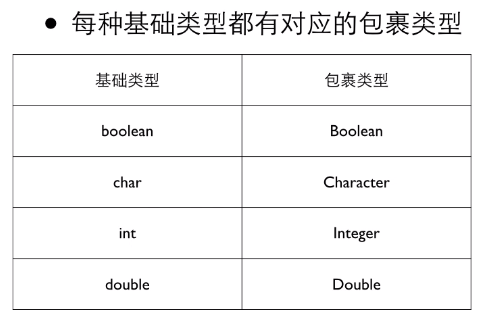 ● 每种基础类型都有对应的包裹类型
基础类型 包裹类型
boolean Boolean
char Character
int Integer
double Double